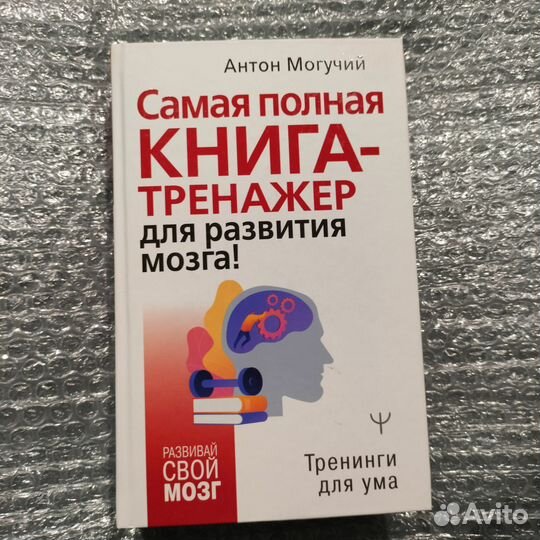 Антон Могучий
Самая полная
КНИГА-
ТРЕНАЖЕР
для развития
мозга!
РАЗВИВАЙ
СВОЙ
МОЗГ
Ψ
Тренинги
для ума
Avito